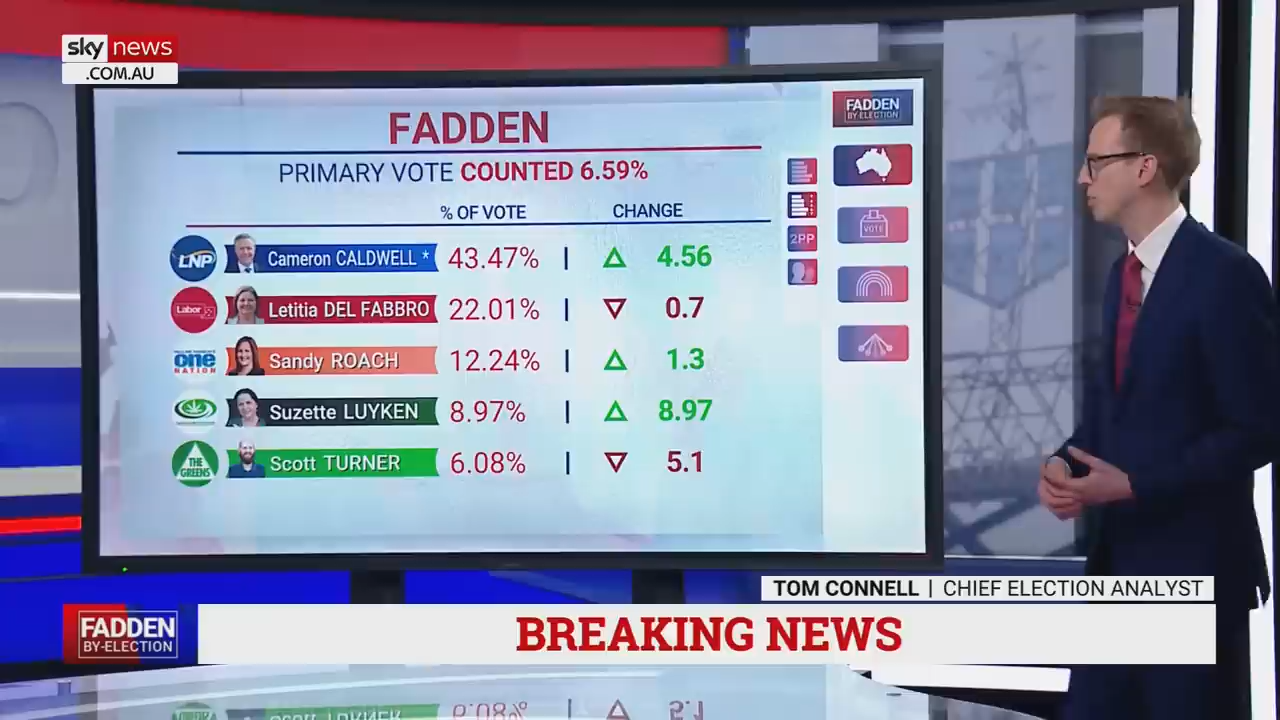 sky news
.COM.AU
FADDEN
PRIMARY VOTE COUNTED 6.59%
% OF VOTE CHANGE
LNP Cameron CALDWELL * 43.47% | △ 4.56
Labor Letitia DEL FABBRO 22.01% | ▽ 0.7
one NATION Sandy ROACH 12.24% | △ 1.3
Suzette LUYKEN 8.97% | △ 8.97
THE GREENS Scott TURNER 6.08% | ▽ 5.1
FADDEN
BY-ELECTION
VOTE
2PP
TOM CONNELL | CHIEF ELECTION ANALYST
FADDEN
BY-ELECTION
BREAKING NEWS